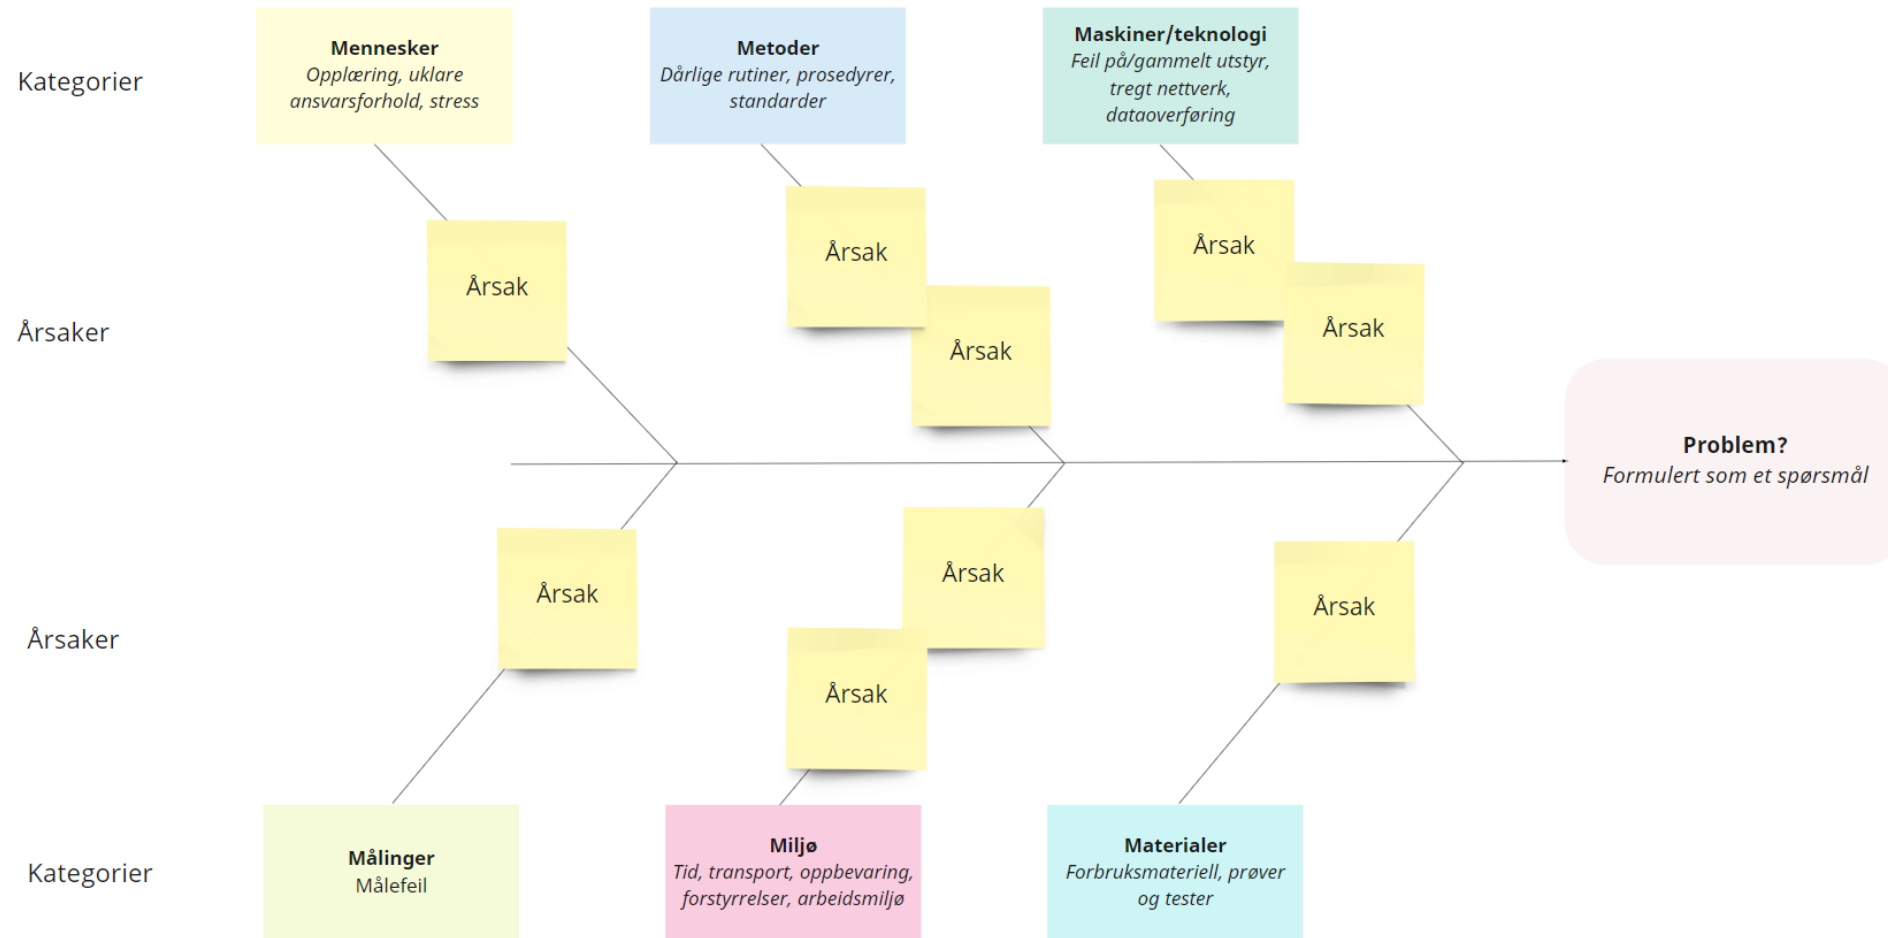 Kategorier
Mennesker
Opplæring, uklare
ansvarsforhold, stress
Metoder
Dårlige rutiner, prosedyrer,
standarder
Maskiner/teknologi
Feil på/gammelt utstyr,
tregt nettverk,
dataoverføring
Årsaker
Årsak
Årsak
Årsak
Årsak
Årsak
Problem?
Formulert som et spørsmål
Årsaker
Årsak
Årsak
Årsak
Årsak
Kategorier
Målinger
Målefeil
Miljø
Tid, transport, oppbevaring,
forstyrrelser, arbeidsmiljø
Materialer
Forbruksmateriell, prøver
og tester